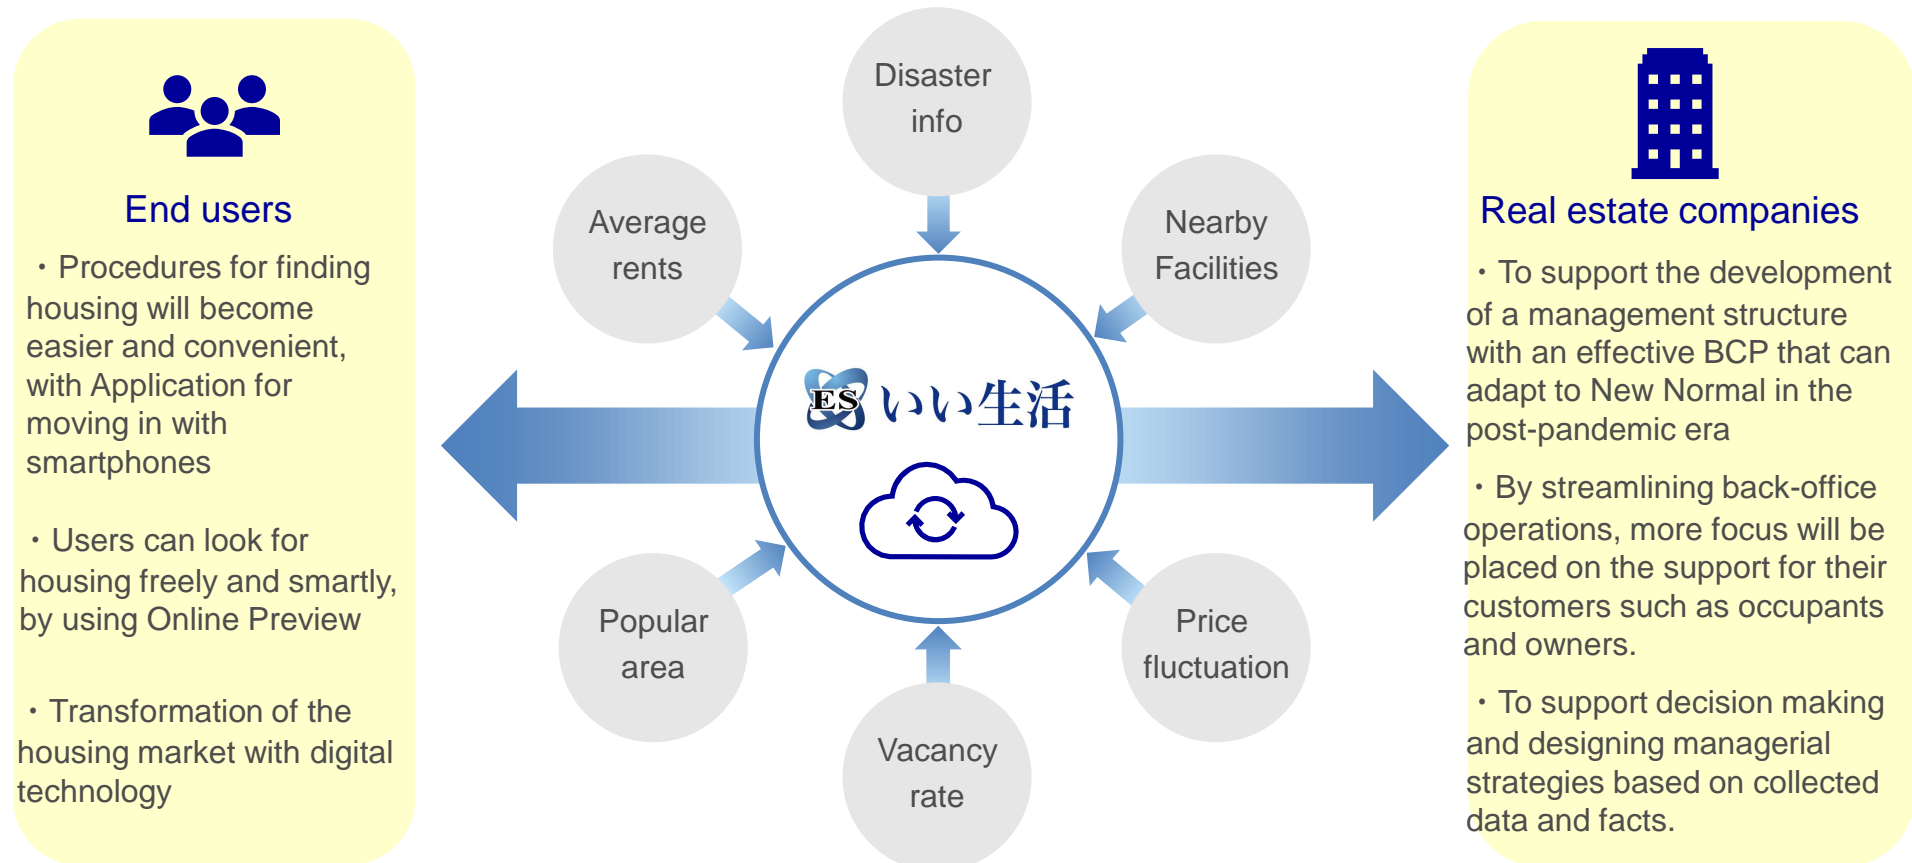 End users
・Procedures for finding
housing will become
easier and convenient,
with Application for
moving in with
smartphones
・Users can look for
housing freely and smartly,
by using Online Preview
・Transformation of the
housing market with digital
technology
Disaster
info
Average
rents
Nearby
Facilities
ES いい生活
Popular
area
Price
fluctuation
Vacancy
rate
Real estate companies
・To support the development
of a management structure
with an effective BCP that can
adapt to New Normal in the
post-pandemic era
・By streamlining back-office
operations, more focus will be
placed on the support for their
customers such as occupants
and owners.
・To support decision making
and designing managerial
strategies based on collected
data and facts.